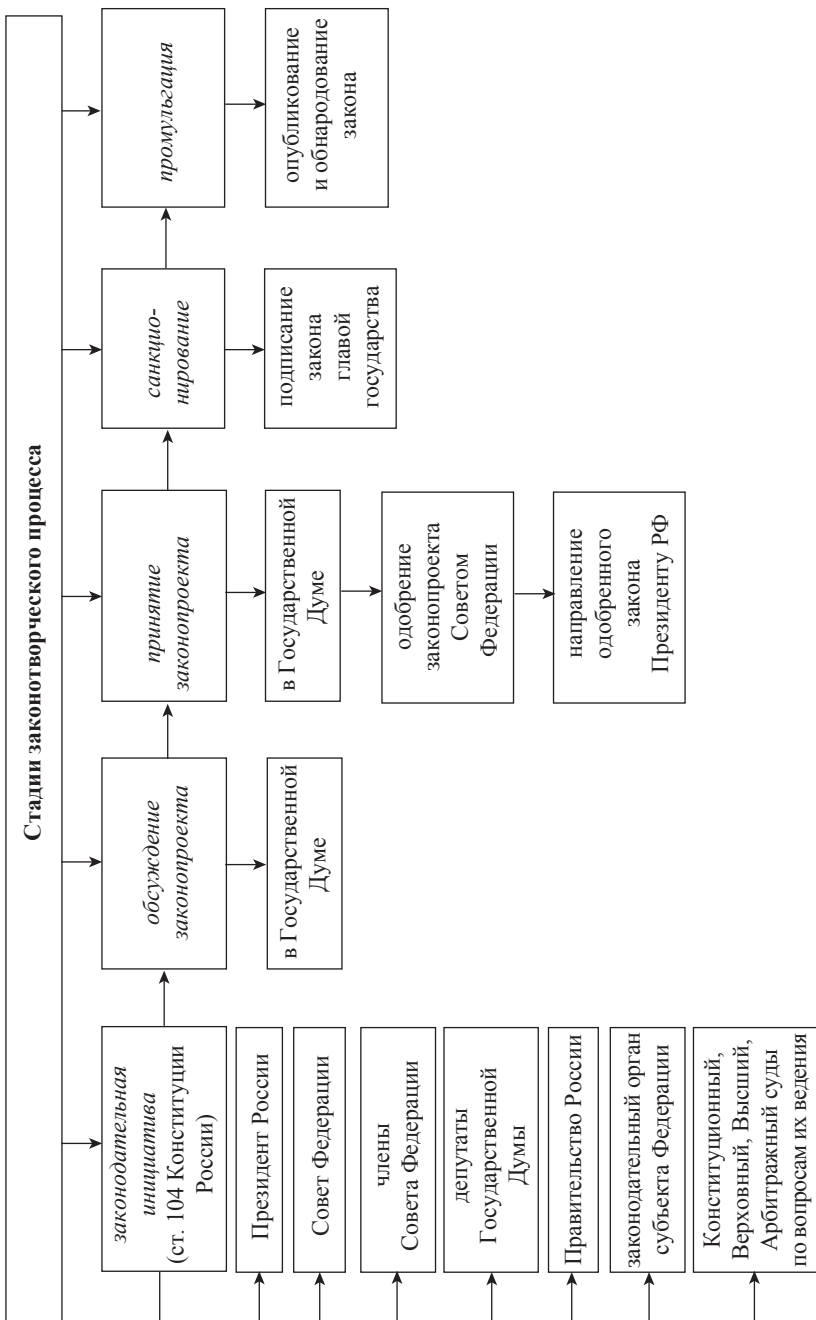 Стадии законотворческого процесса
законодательная
инициатива
(ст. 104 Конституции
России)
Президент России
Совет Федерации
члены
Совета Федерации
депутаты
Государственной
Думы
Правительство России
законодательный орган
субъекта Федерации
Конституционный,
Верховный, Высший,
Арбитражный суды
по вопросам их ведения
обсуждение
законопроекта
в Государственной
Думе
принятие
законопроекта
в Государственной
Думе
одобрение
законопроекта
Советом
Федерации
направление
одобренного
закона
Президенту РФ
санкцио-
нирование
подписание
закона
главой
государства
промульгация
опубликование
и обнародование
закона